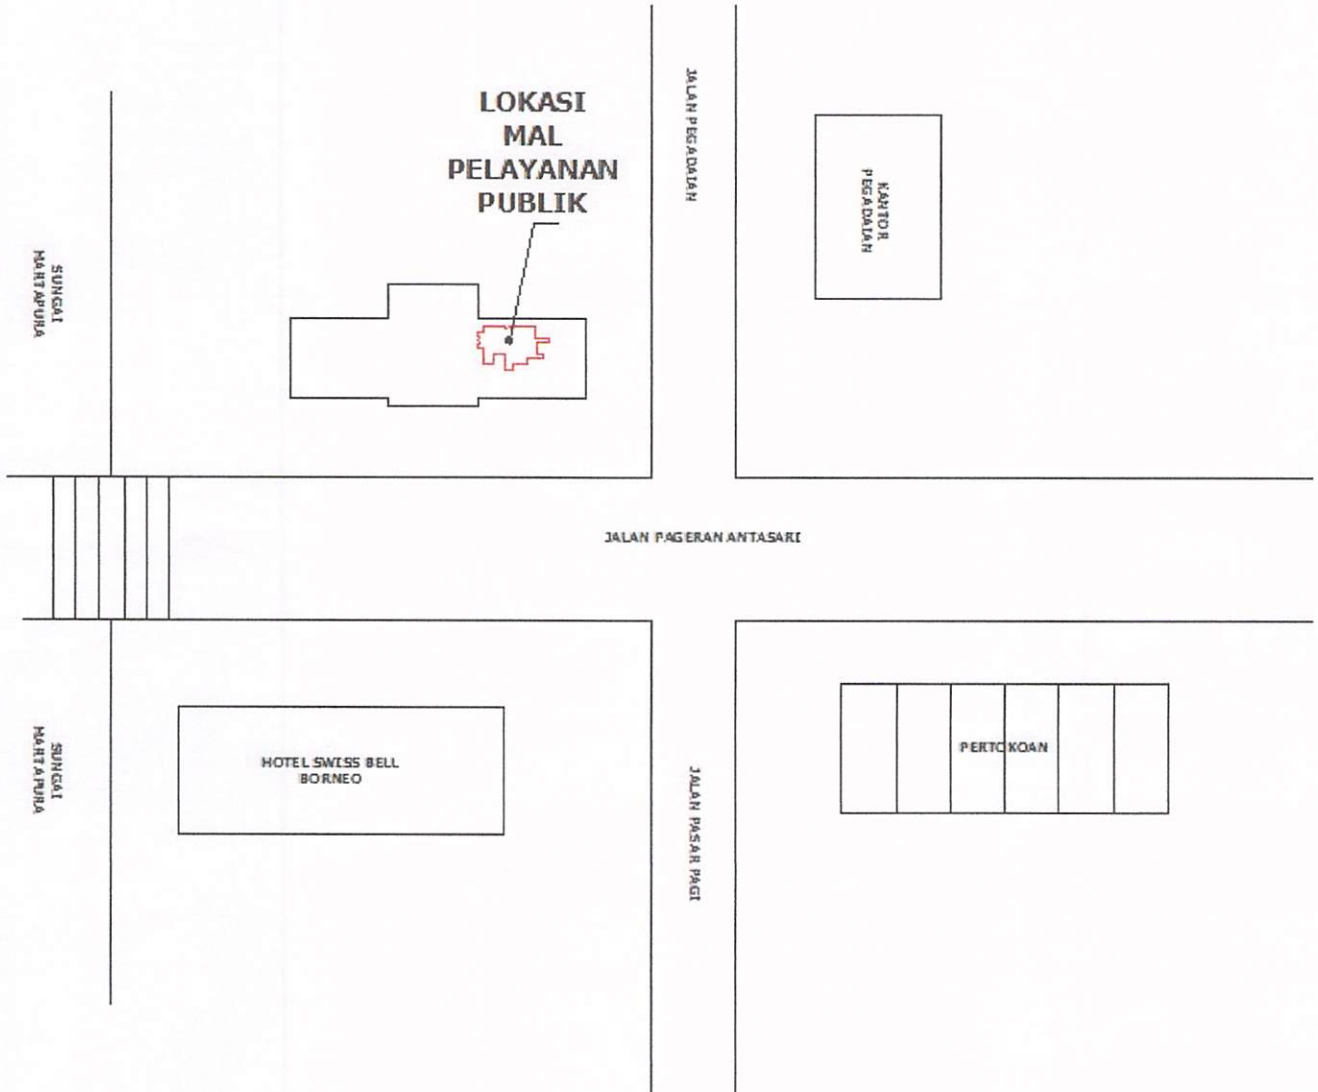 LOKASI
MAL
PELAYANAN
PUBLIK
JALAN PEGADAIAN
KANTOR
PEGADAIAN
SUNGAI
MARTAPURA
JALAN PAGERAN ANTASARI
HOTEL SWISS BELL
BORNEO
PERTOKOAN
SUNGAI
MARTAPURA
JALAN PASAR PAGI